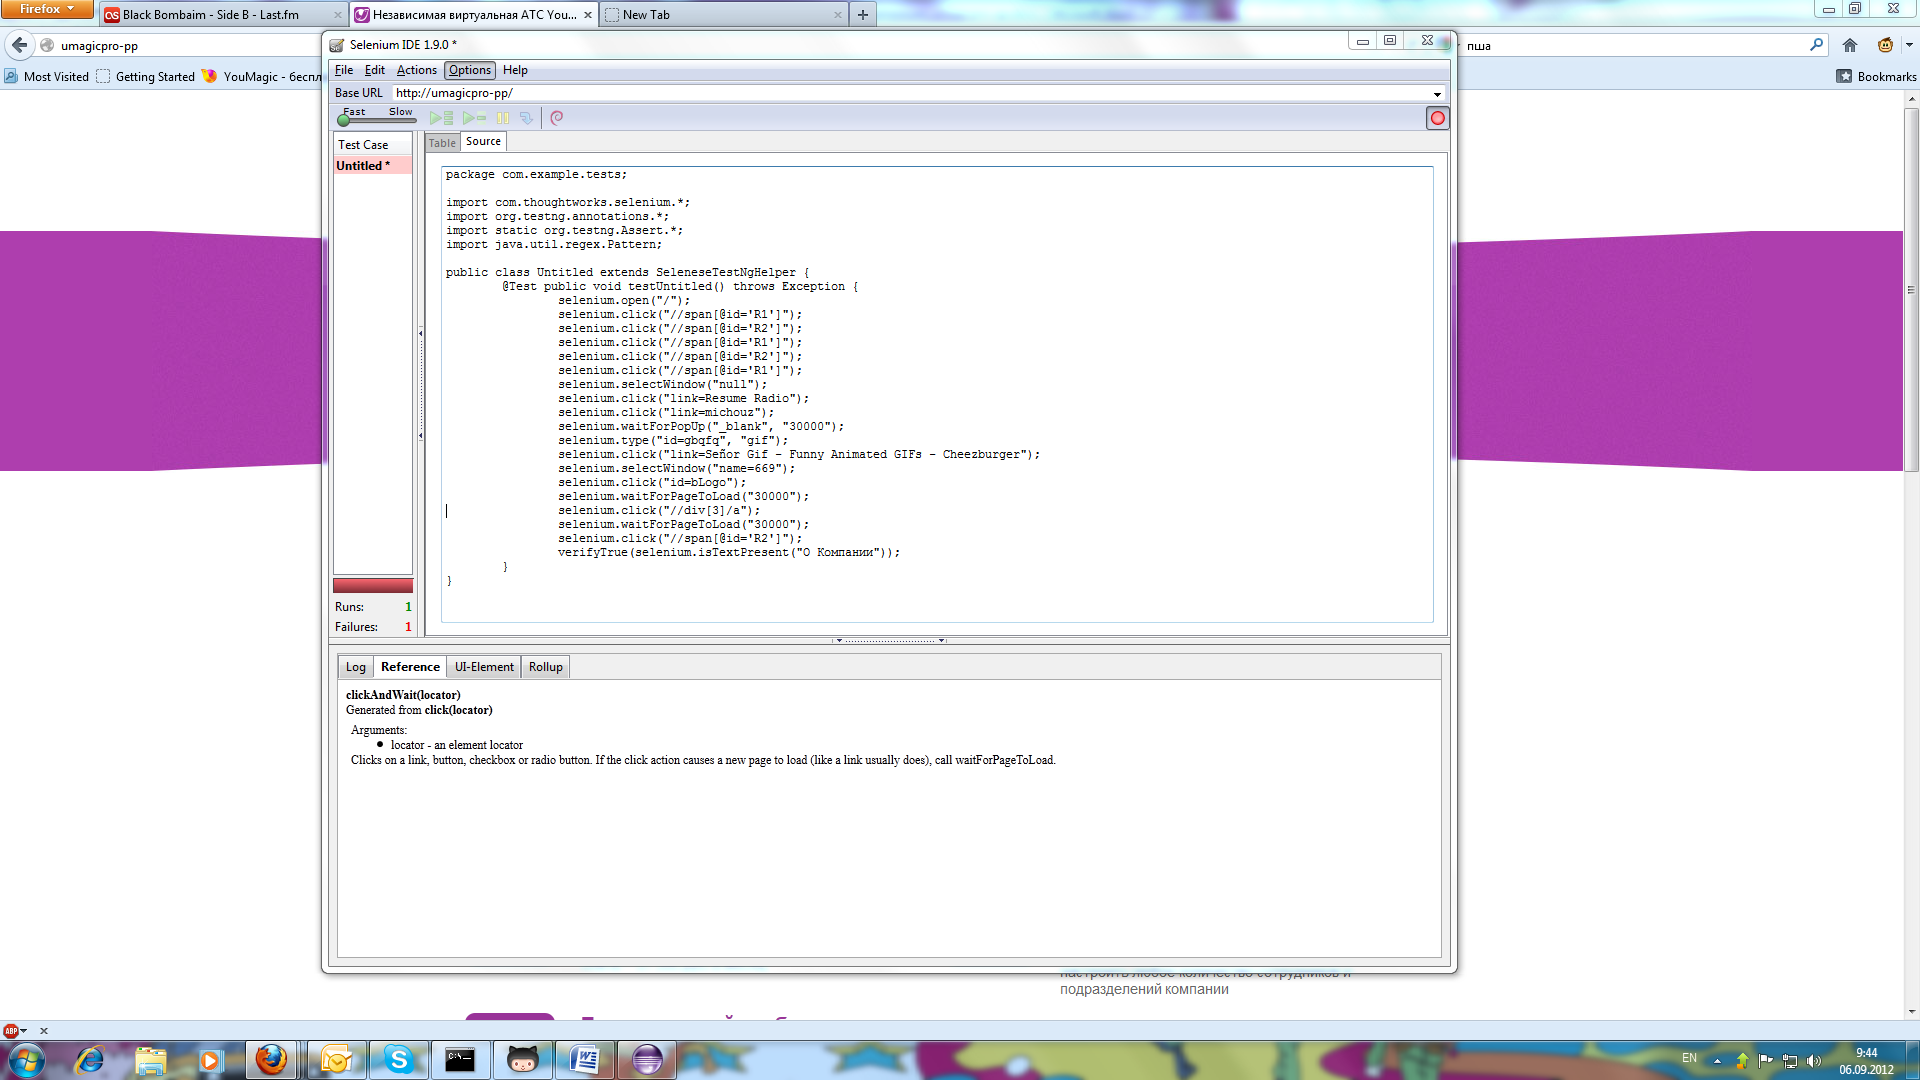 Firefox
Black Bombaim - Side B - Last.fm
Независимая виртуальная АТС You...
New Tab
umagicpro-pp
пша
Most Visited
Getting Started
YouMagic - беспл
Bookmarks
Selenium IDE 1.9.0 *
File Edit Actions Options Help
Base URL http://umagicpro-pp/
Fast Slow
Test Case
Untitled *
Table Source
package com.example.tests;
import com.thoughtworks.selenium.*;
import org.testng.annotations.*;
import static org.testng.Assert.*;
import java.util.regex.Pattern;
public class Untitled extends SeleneseTestNgHelper {
@Test public void testUntitled() throws Exception {
selenium.open("/");
selenium.click("//span[@id='R1']");
selenium.click("//span[@id='R2']");
selenium.click("//span[@id='R1']");
selenium.click("//span[@id='R2']");
selenium.click("//span[@id='R1']");
selenium.selectWindow("null");
selenium.click("link=Resume Radio");
selenium.click("link=michouz");
selenium.waitForPopUp("_blank", "30000");
selenium.type("id=gbqfq", "gif");
selenium.click("link=Señor Gif - Funny Animated GIFs - Cheezburger");
selenium.selectWindow("name=669");
selenium.click("id=bLogo");
selenium.waitForPageToLoad("30000");
selenium.click("//div[3]/a");
selenium.waitForPageToLoad("30000");
selenium.click("//span[@id='R2']");
verifyTrue(selenium.isTextPresent("О Компании"));
}
}
Runs: 1
Failures: 1
Log Reference UI-Element Rollup
clickAndWait(locator)
Generated from click(locator)
Arguments:
locator - an element locator
Clicks on a link, button, checkbox or radio button. If the click action causes a new page to load (like a link usually does), call waitForPageToLoad.
настроить любое количество сотрудников и
подразделений компании
ABP
C:\
EN
9:44
06.09.2012